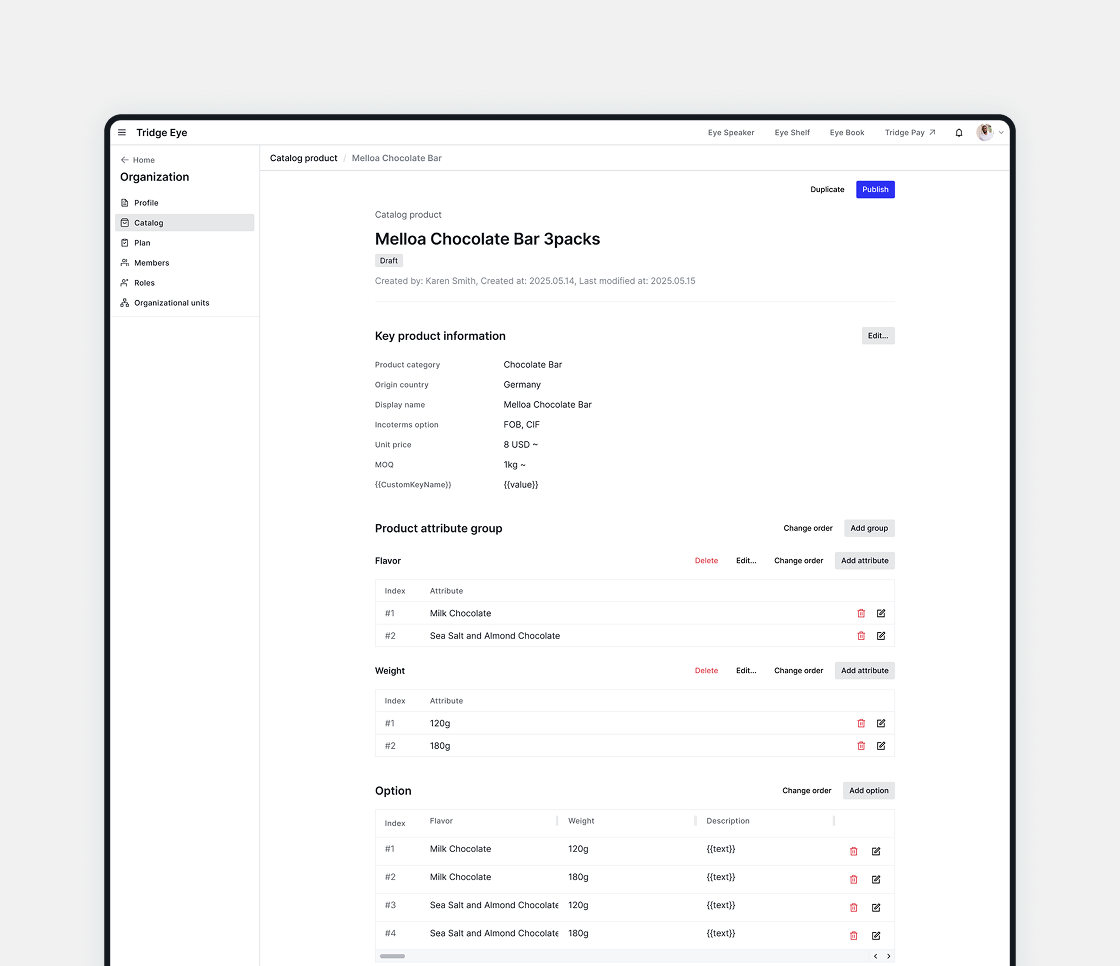 Tridge Eye
Eye Speaker Eye Shelf Eye Book Tridge Pay
Home
Organization
Profile
Catalog
Plan
Members
Roles
Organizational units
Catalog product / Melloa Chocolate Bar
Duplicate Publish
Catalog product
Melloa Chocolate Bar 3packs
Draft
Created by: Karen Smith, Created at: 2025.05.14, Last modified at: 2025.05.15
Key product information Edit...
Product category Chocolate Bar
Origin country Germany
Display name Melloa Chocolate Bar
Incoterms option FOB, CIF
Unit price 8 USD ~
MOQ 1kg ~
{{CustomKeyName}} {{value}}
Product attribute group Change order Add group
Flavor Delete Edit... Change order Add attribute
Index Attribute
#1 Milk Chocolate
#2 Sea Salt and Almond Chocolate
Weight Delete Edit... Change order Add attribute
Index Attribute
#1 120g
#2 180g
Option Change order Add option
Index Flavor Weight Description
#1 Milk Chocolate 120g {{text}}
#2 Milk Chocolate 180g {{text}}
#3 Sea Salt and Almond Chocolate 120g {{text}}
#4 Sea Salt and Almond Chocolate 180g {{text}}